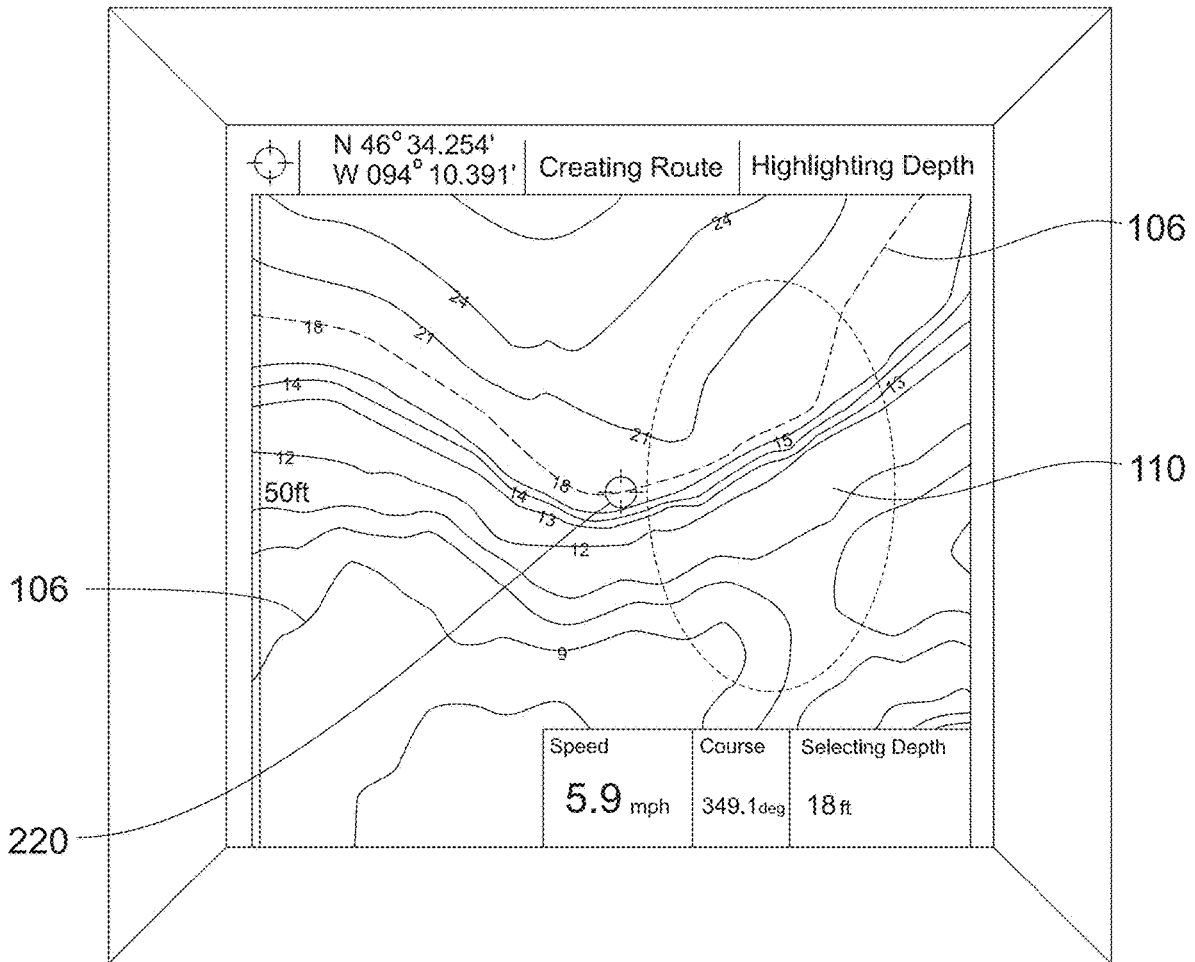 N 46° 34.254'
W 094° 10.391'
Creating Route
Highlighting Depth
106
24
24
21
18
14
13
21
15
110
12
18
50ft
14
13
12
106
9
Speed
Course
Selecting Depth
5.9 mph
349.1deg
18 ft
220